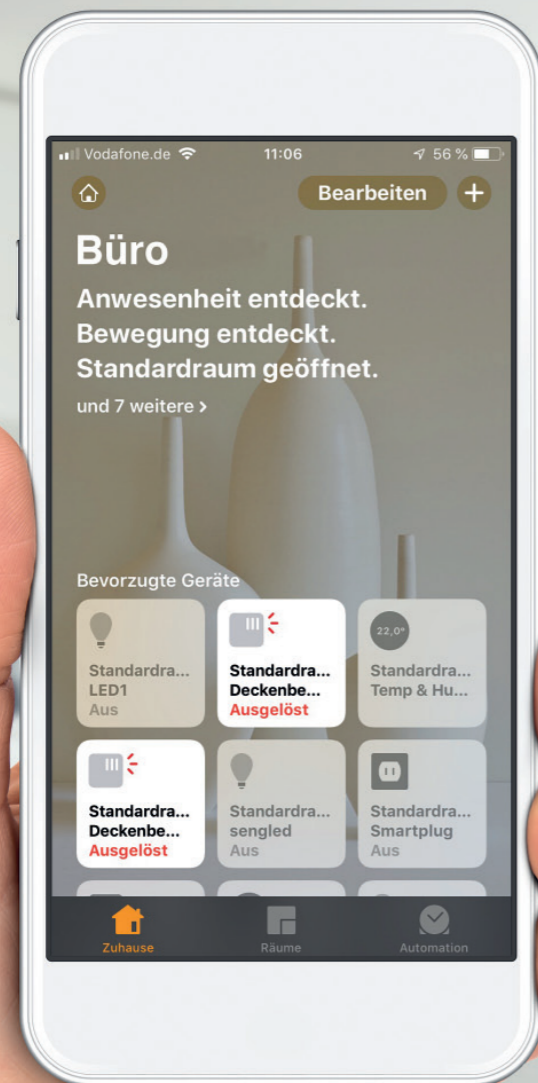 Vodafone.de 11:06 56 %
Bearbeiten +
Büro
Anwesenheit entdeckt.
Bewegung entdeckt.
Standardraum geöffnet.
und 7 weitere >
Bevorzugte Geräte
Standardra...
LED1
Aus
Standardra...
Deckenbe...
Ausgelöst
22,0°
Standardra...
Temp & Hu...
Standardra...
Deckenbe...
Ausgelöst
Standardra...
sengled
Aus
Standardra...
Smartplug
Aus
Zuhause
Räume
Automation